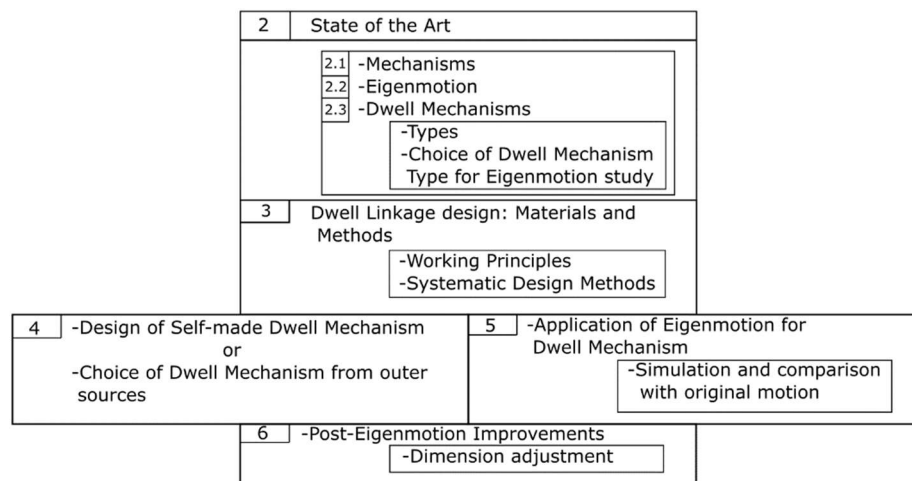 2 State of the Art
2.1 -Mechanisms
2.2 -Eigenmotion
2.3 -Dwell Mechanisms
-Types
-Choice of Dwell Mechanism
Type for Eigenmotion study
3 Dwell Linkage design: Materials and
Methods
-Working Principles
-Systematic Design Methods
4 -Design of Self-made Dwell Mechanism
or
-Choice of Dwell Mechanism from outer
sources
5 -Application of Eigenmotion for
Dwell Mechanism
-Simulation and comparison
with original motion
6 -Post-Eigenmotion Improvements
-Dimension adjustment